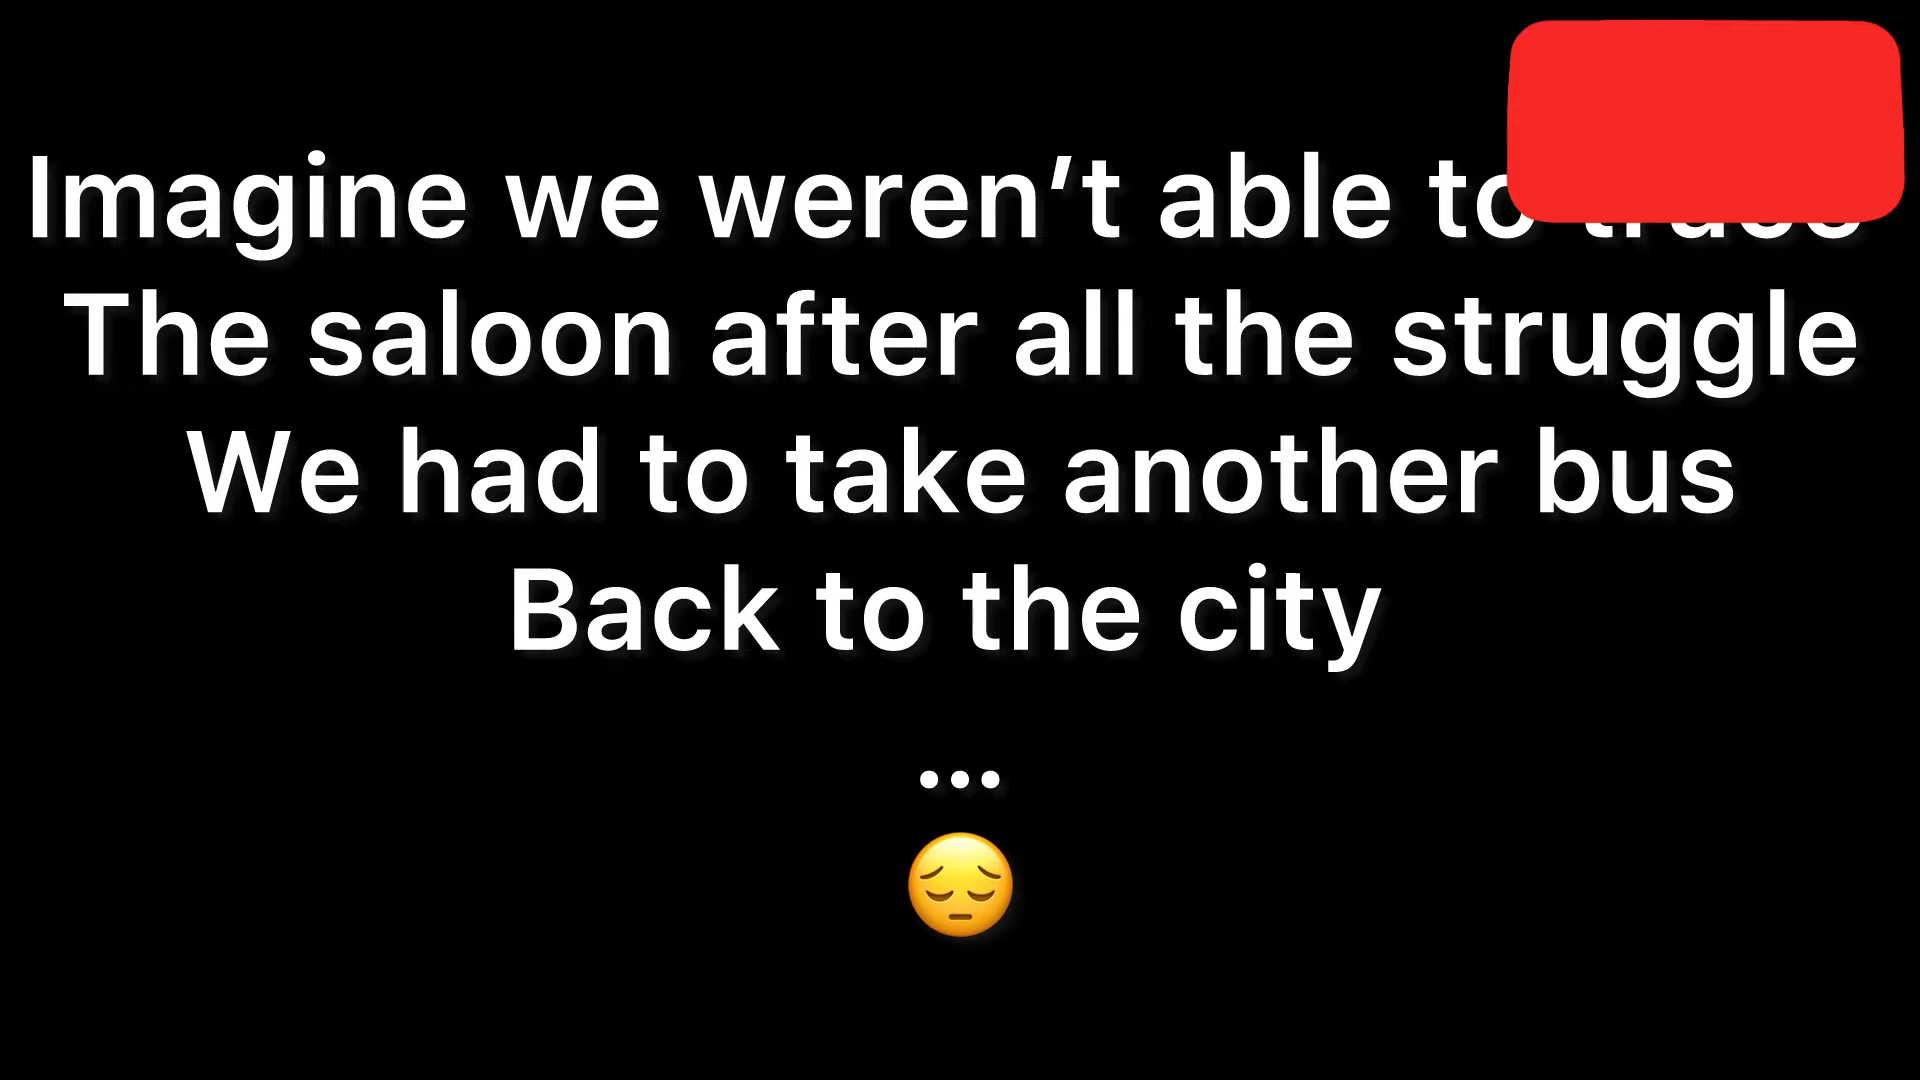 Imagine we weren’t able to
The saloon after all the struggle
We had to take another bus
Back to the city
...
😔